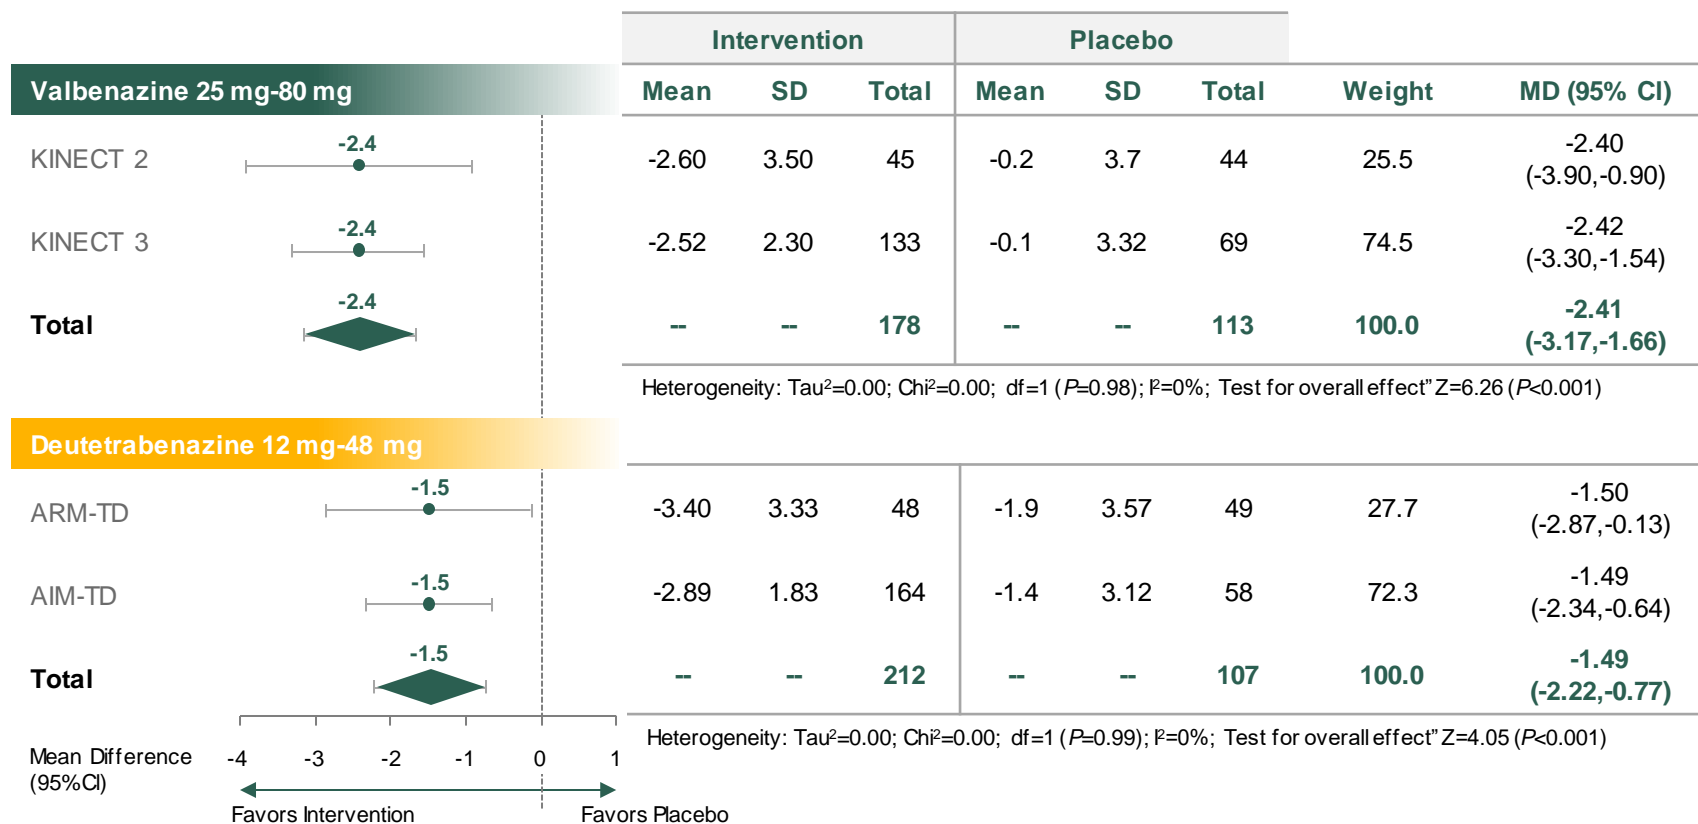 Intervention Placebo
Valbenazine 25 mg-80 mg Mean SD Total Mean SD Total Weight MD (95% CI)
KINECT 2 -2.4 -2.60 3.50 45 -0.2 3.7 44 25.5 -2.40 (-3.90,-0.90)
KINECT 3 -2.4 -2.52 2.30 133 -0.1 3.32 69 74.5 -2.42 (-3.30,-1.54)
Total -2.4 -- -- 178 -- -- 113 100.0 -2.41 (-3.17,-1.66)
Heterogeneity: Tau²=0.00; Chi²=0.00; df=1 (P=0.98); I²=0%; Test for overall effect” Z=6.26 (P<0.001)
Deutetrabenazine 12 mg-48 mg
ARM-TD -1.5 -3.40 3.33 48 -1.9 3.57 49 27.7 -1.50 (-2.87,-0.13)
AIM-TD -1.5 -2.89 1.83 164 -1.4 3.12 58 72.3 -1.49 (-2.34,-0.64)
Total -1.5 -- -- 212 -- -- 107 100.0 -1.49 (-2.22,-0.77)
Heterogeneity: Tau²=0.00; Chi²=0.00; df=1 (P=0.99); I²=0%; Test for overall effect” Z=4.05 (P<0.001)
Mean Difference (95%CI) -4 -3 -2 -1 0 1
Favors Intervention Favors Placebo